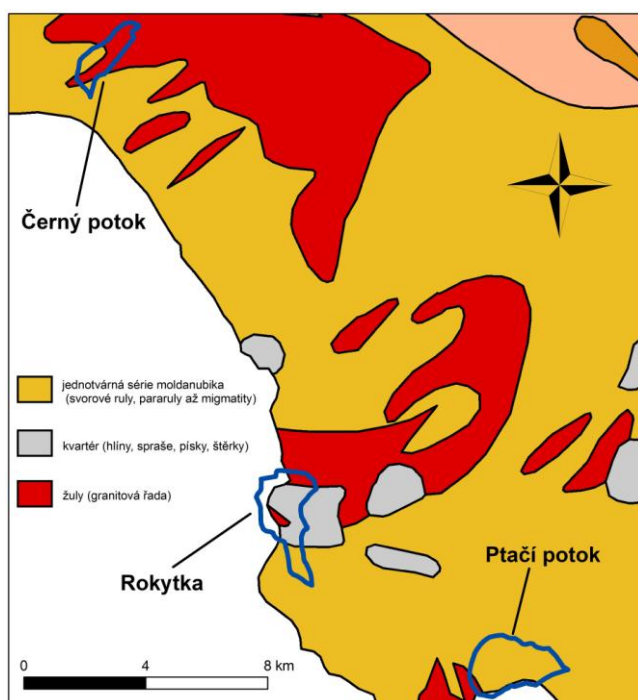 Černý potok
jednotvárná série moldanubika
(svorové ruly, pararuly až migmatity)
kvartér (hlíny, spraše, písky, štěrky)
žuly (granitová řada)
Rokytka
Ptačí potok
0 4 8 km